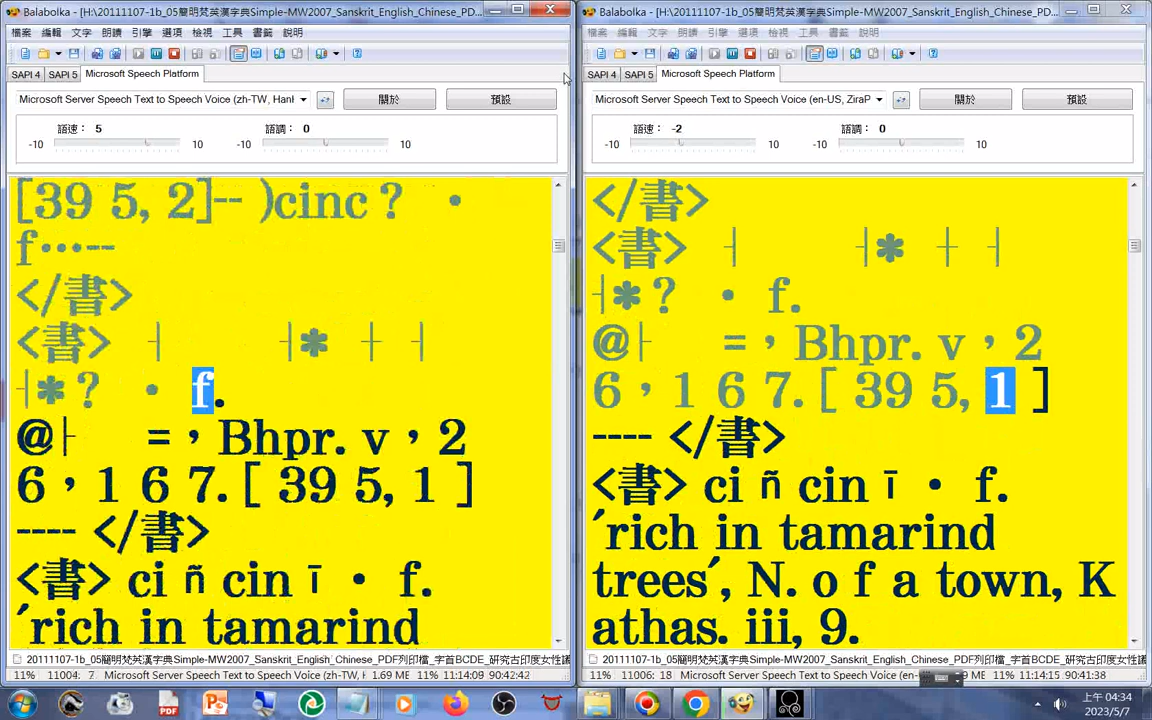 Balabolka - [H:\20111107-1b_05簡明梵英漢字典Simple-MW2007_Sanskrit_English_Chinese_PD...
檔案 編輯 文字 朗讀 引擎 選項 檢視 工具 書籤 說明
SAPI 4 SAPI 5 Microsoft Speech Platform
Microsoft Server Speech Text to Speech Voice (zh-TW, Hanl
關於 預設
語速: 5 語調: 0
-10 10 -10 10
[39 5, 2]-- )cinc ? •
f…--
</書>
<書> ┤ ┤✽ ┼ ┤
┤✽ ? • f.
@├ =,Bhpr. v,2
6,1 6 7. [ 39 5, 1 ]
---- </書>
<書> ci ñ cin ī • f.
´rich in tamarind
20111107-1b_05簡明梵英漢字典Simple-MW2007_Sanskrit_English_Chinese_PDF列印檔_字首BCDE_研究古印度女性議
11% 11004: 7 Microsoft Server Speech Text to Speech Voice (zh-TW, H 1.69 MB 11% 11:14:09 90:42:42
Balabolka - [H:\20111107-1b_05簡明梵英漢字典Simple-MW2007_Sanskrit_English_Chinese_PD...
檔案 編輯 文字 朗讀 引擎 選項 檢視 工具 書籤 說明
SAPI 4 SAPI 5 Microsoft Speech Platform
Microsoft Server Speech Text to Speech Voice (en-US, ZiraP
關於 預設
語速: -2 語調: 0
-10 10 -10 10
</書>
<書> ┤ ┤✽ ┼ ┤
┤✽ ? • f.
@├ =,Bhpr. v,2
6,1 6 7. [ 39 5, 1 ]
---- </書>
<書> ci ñ cin ī • f.
´rich in tamarind
trees´, N. o f a town, K
athas. iii, 9.
20111107-1b_05簡明梵英漢字典Simple-MW2007_Sanskrit_English_Chinese_PDF列印檔_字首BCDE_研究古印度女性議
11% 11006: 18 Microsoft Server Speech Text to Speech Voice (en-US 11% 11:14:15 90:41:38
上午 04:34
2023/5/7